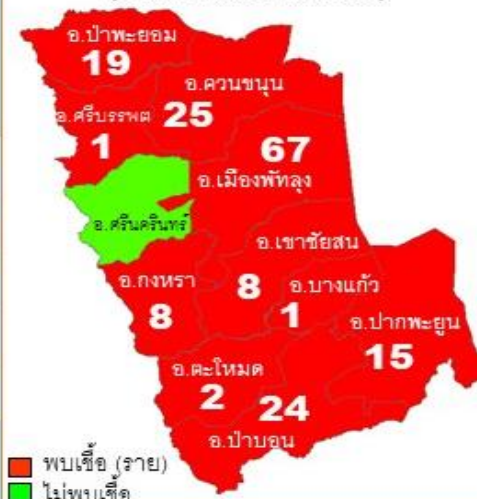 อ.ป่าพะยอม
19
อ.ควนขนุน
25
อ.ศรีบรรพต
1
67
อ.เมืองพัทลุง
อ.ศรีนครินทร์
อ.เขาชัยสน
8
อ.กงหรา
8
อ.บางแก้ว
1
อ.ปากพะยูน
15
อ.ตะโหมด
2
24
อ.ป่าบอน
พบเชื้อ (ราย)
ไม่พบเชื้อ